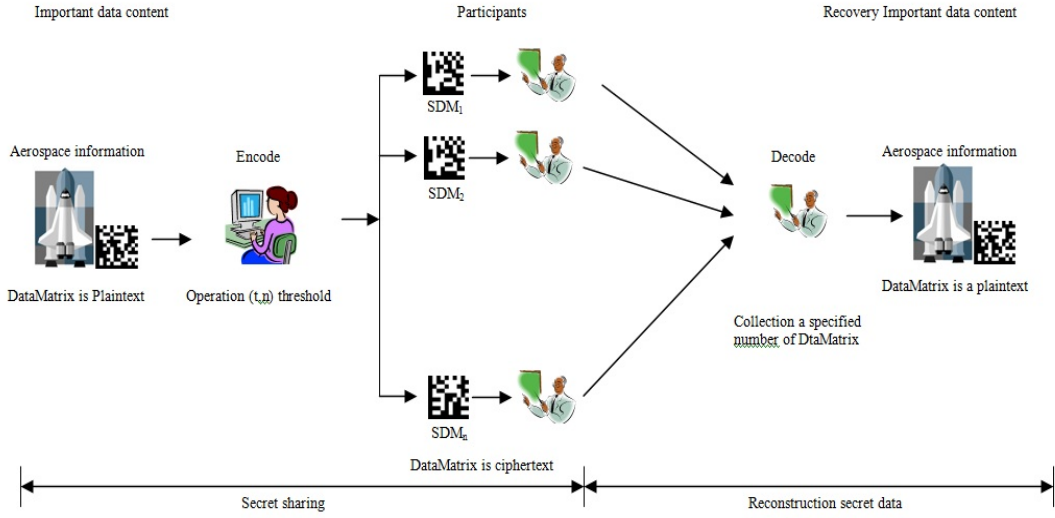 Important data content
Participants
Recovery Important data content
SDM1
Aerospace information
Encode
SDM2
Decode
Aerospace information
DataMatrix is Plaintext
Operation (t,n) threshold
DataMatrix is a plaintext
Collection a specified
number of DtaMatrix
SDMn
DataMatrix is ciphertext
Secret sharing
Reconstruction secret data